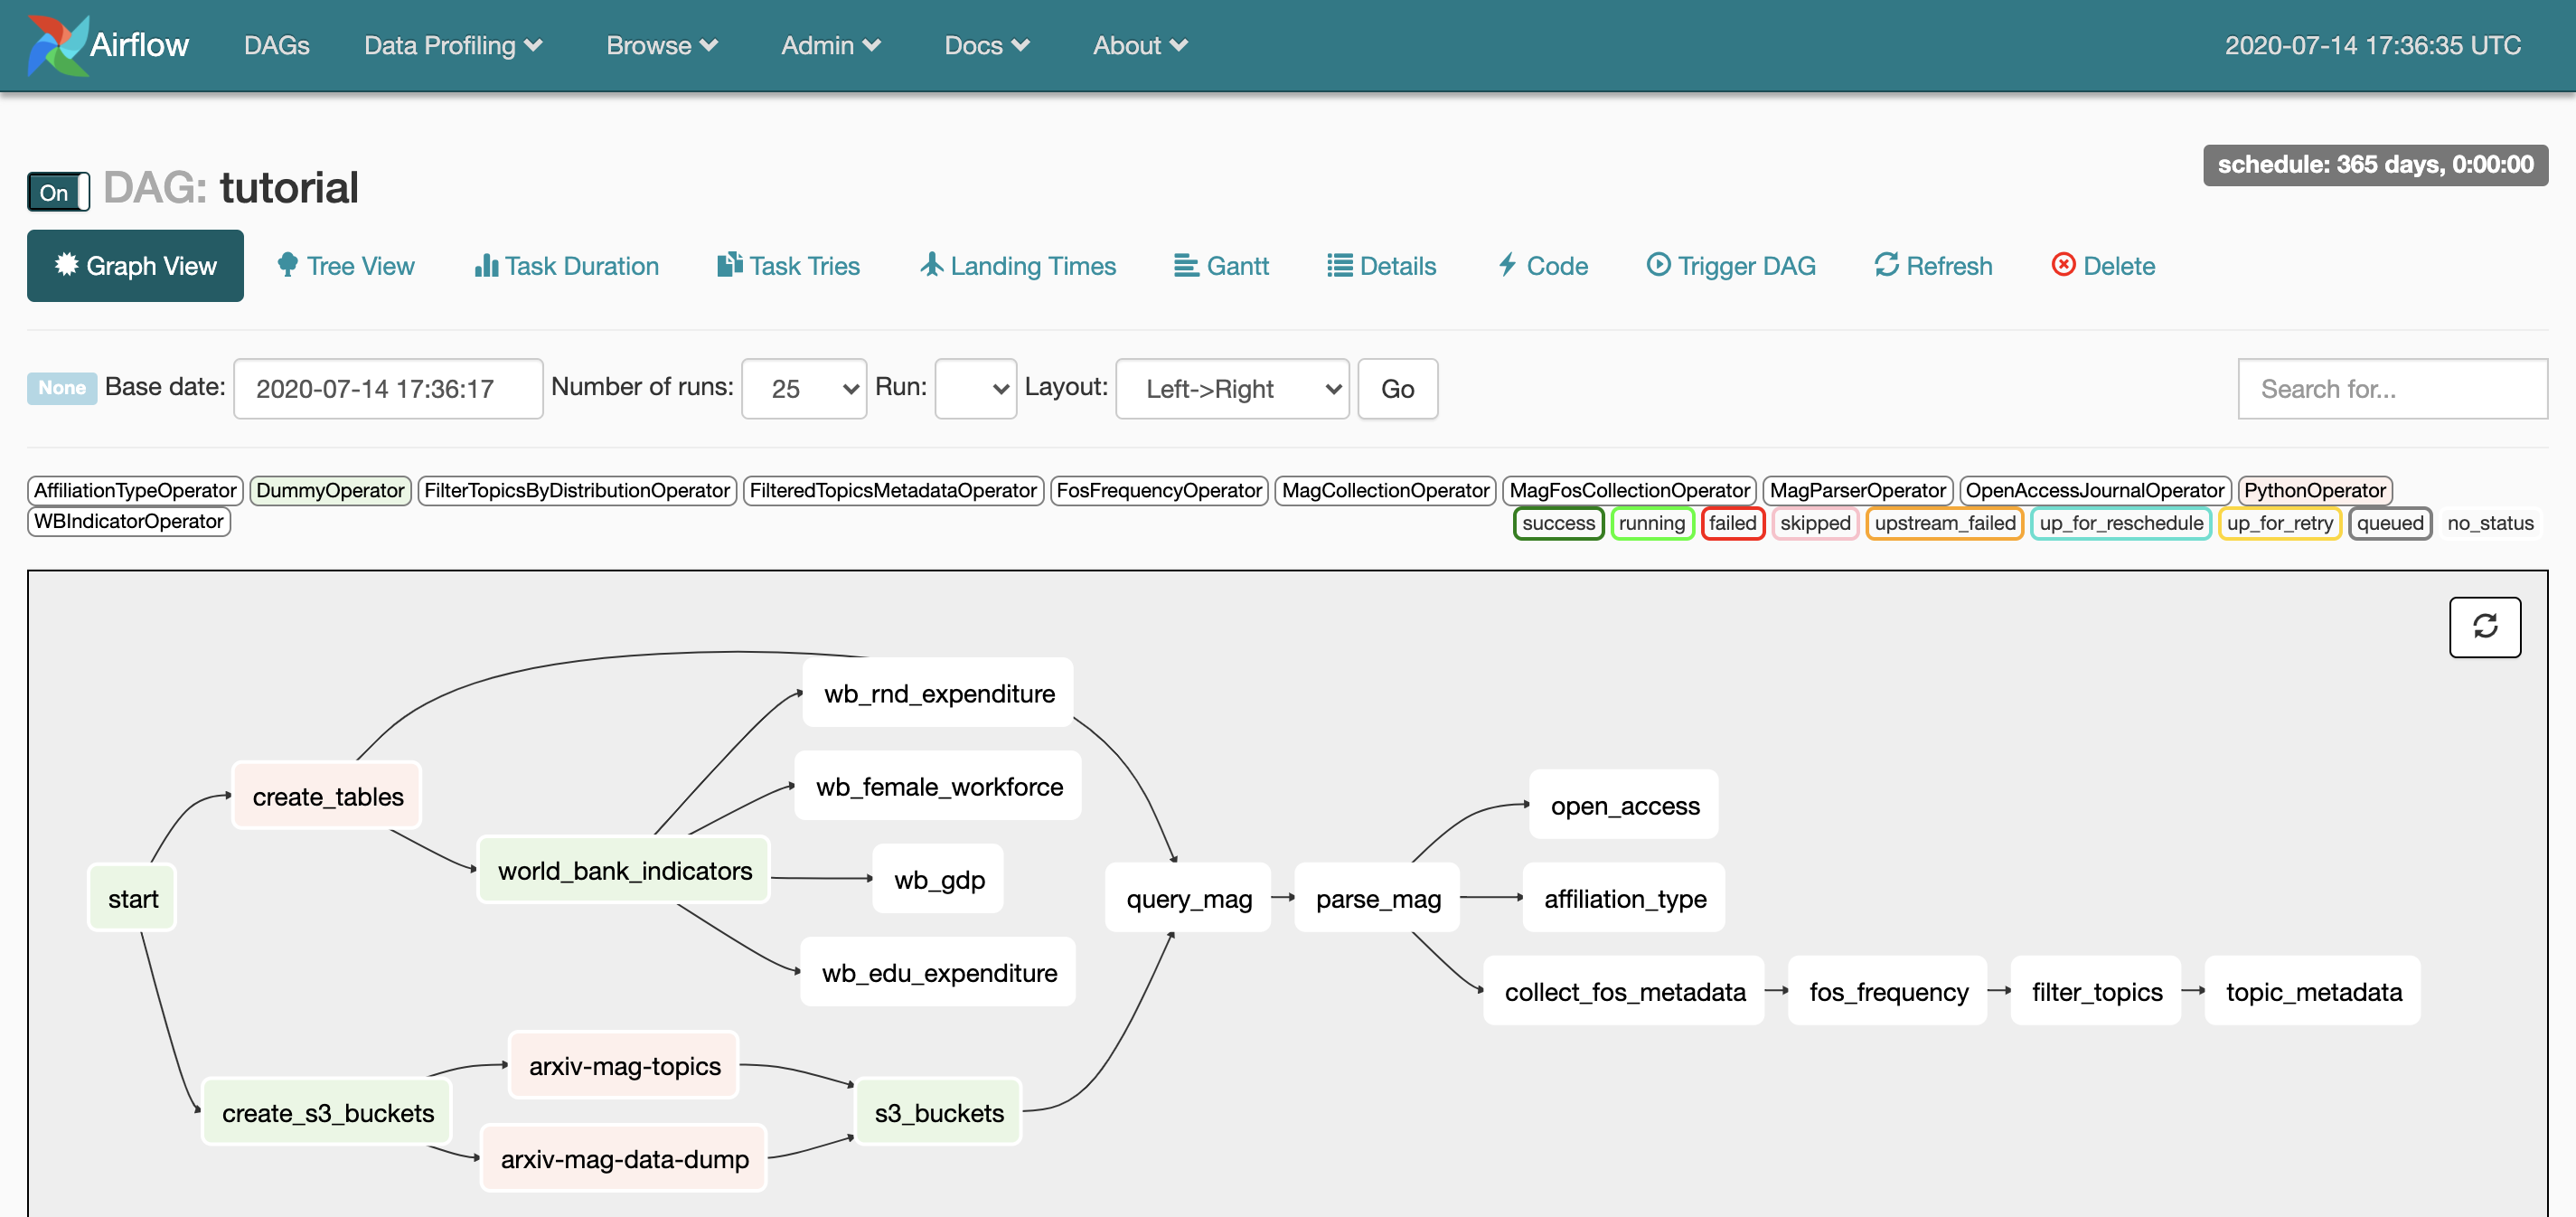 Airflow DAGs Data Profiling Browse Admin Docs About 2020-07-14 17:36:35 UTC
schedule: 365 days, 0:00:00
On DAG: tutorial
Graph View Tree View Task Duration Task Tries Landing Times Gantt Details Code Trigger DAG Refresh Delete
None Base date: 2020-07-14 17:36:17 Number of runs: 25 Run: Layout: Left->Right Go Search for...
AffiliationTypeOperator DummyOperator FilterTopicsByDistributionOperator FilteredTopicsMetadataOperator FosFrequencyOperator MagCollectionOperator MagFosCollectionOperator MagParserOperator OpenAccessJournalOperator PythonOperator
WBIndicatorOperator success running failed skipped upstream_failed up_for_reschedule up_for_retry queued no_status
wb_rnd_expenditure
wb_female_workforce
create_tables
open_access
world_bank_indicators
wb_gdp
start
query_mag parse_mag affiliation_type
wb_edu_expenditure
collect_fos_metadata fos_frequency filter_topics topic_metadata
arxiv-mag-topics
create_s3_buckets s3_buckets
arxiv-mag-data-dump